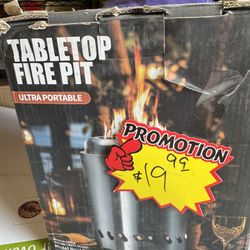 TABLETOP
FIRE PIT
ULTRA PORTABLE
PROMOTION
$19 99